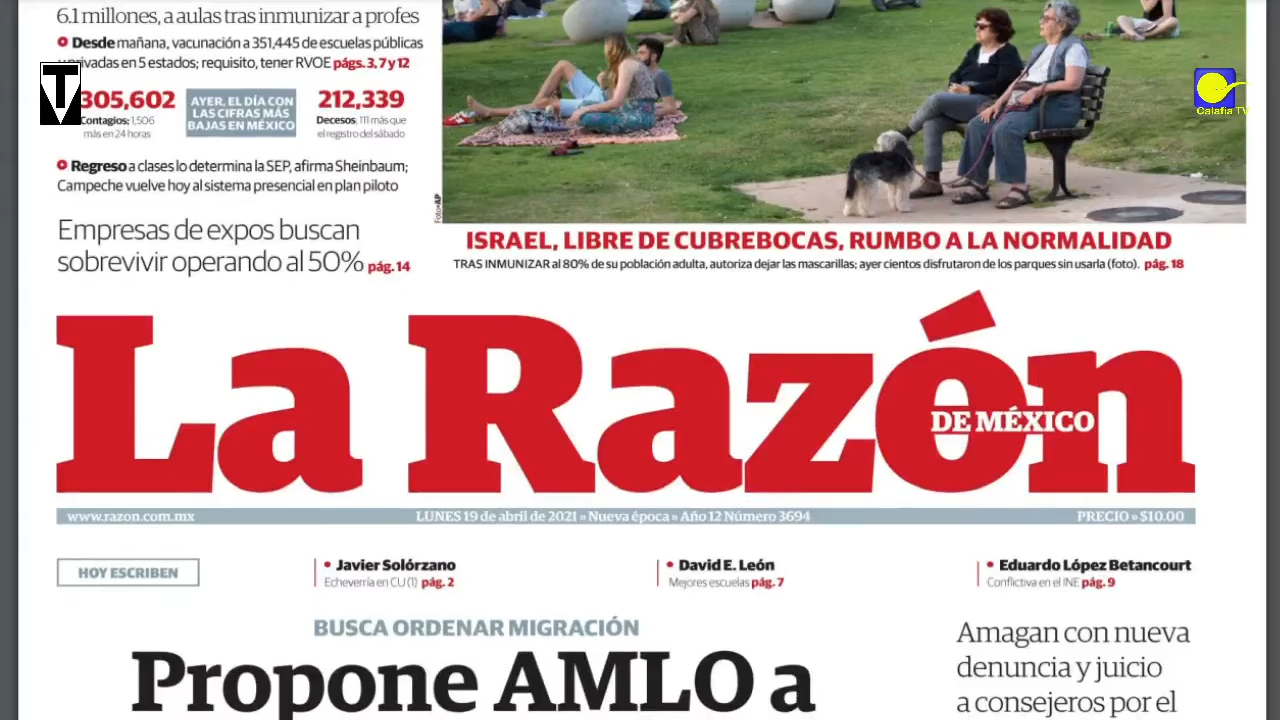 6.1 millones, a aulas tras inmunizar a profes
Desde mañana, vacunación a 351,445 de escuelas públicas
y privadas en 5 estados; requisito, tener RVOE págs. 3, 7 y 12
305,602
Contagios; 1,506
más en 24 horas
AYER, EL DÍA CON
LAS CIFRAS MÁS
BAJAS EN MÉXICO
212,339
Decesos; 111 más que
el registro del sábado
Regreso a clases lo determina la SEP, afirma Sheinbaum;
Campeche vuelve hoy al sistema presencial en plan piloto
Empresas de expos buscan
sobrevivir operando al 50% pág. 14
TV
Calafia TV
Foto•AP
ISRAEL, LIBRE DE CUBREBOCAS, RUMBO A LA NORMALIDAD
TRAS INMUNIZAR al 80% de su población adulta, autoriza dejar las mascarillas; ayer cientos disfrutaron de los parques sin usarla (foto). pág. 18
La Razón
DE MÉXICO
www.razon.com.mx LUNES 19 de abril de 2021 » Nueva época » Año 12 Número 3694 PRECIO » $10.00
HOY ESCRIBEN
• Javier Solórzano
Echeverría en CU (1) pág. 2
• David E. León
Mejores escuelas pág. 7
• Eduardo López Betancourt
Conflictiva en el INE pág. 9
BUSCA ORDENAR MIGRACIÓN
Propone AMLO a
Amagan con nueva
denuncia y juicio
a consejeros por el